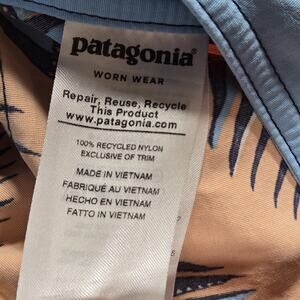 patagonia®
WORN WEAR
Repair, Reuse, Recycle
This Product
www.patagonia.com
100% RECYCLED NYLON
EXCLUSIVE OF TRIM
MADE IN VIETNAM
FABRIQUÉ AU VIETNAM
HECHO EN VIETNAM
FATTO IN VIETNAM